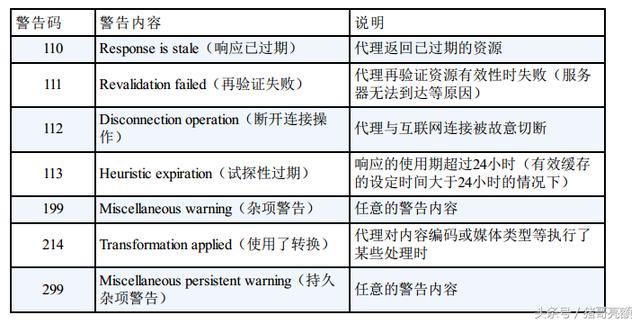 警告码 警告内容 说明
110 Response is stale（响应已过期） 代理返回已过期的资源
111 Revalidation failed（再验证失败） 代理再验证资源有效性时失败（服务
器无法到达等原因）
112 Disconnection operation（断开连接操
作） 代理与互联网连接被故意切断
113 Heuristic expiration（试探性过期） 响应的使用期超过24小时（有效缓存
的设定时间大于24小时的情况下）
199 Miscellaneous warning（杂项警告） 任意的警告内容
214 Transformation applied（使用了转换） 代理对内容编码或媒体类型等执行了
某些处理时
299 Miscellaneous persistent warning（持久
杂项警告） 任意的警告内容
头条号 / 猪哥亮额